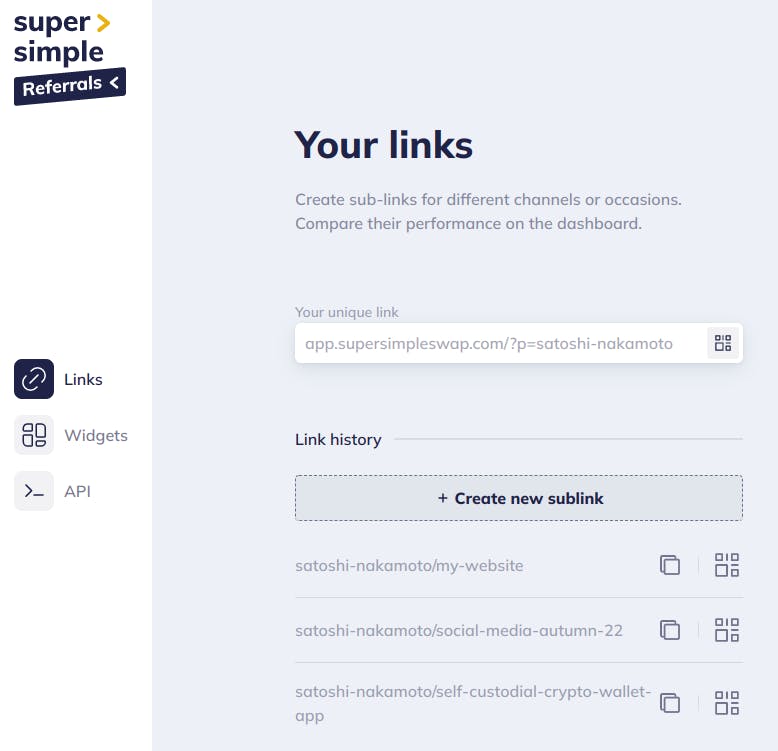 super
simple
Referrals
Your links
Create sub-links for different channels or occasions.
Compare their performance on the dashboard.
Your unique link
app.supersimpleswap.com/?p=satoshi-nakamoto
Links
Widgets
API
Link history
+ Create new sublink
satoshi-nakamoto/my-website
satoshi-nakamoto/social-media-autumn-22
satoshi-nakamoto/self-custodial-crypto-wallet-
app